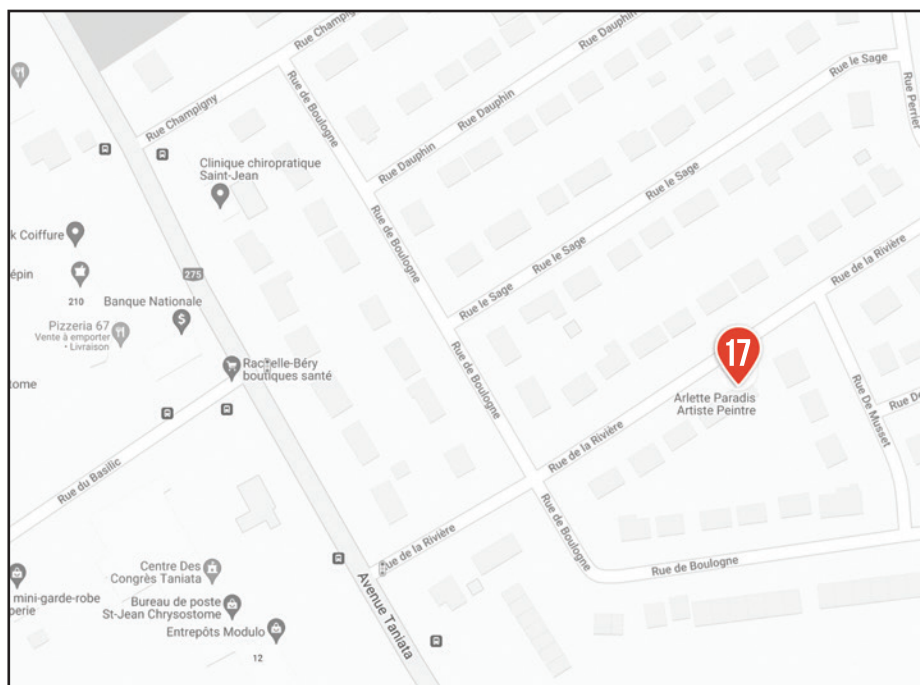 Rue Champigny
Rue Dauphin
Rue le Sage
Rue Perrier
Rue Champigny
Rue de Boulogne
Rue Dauphin
Rue Dauphin
Clinique chiropratique
Saint-Jean
Rue le Sage
k Coiffure
Rue de Boulogne
Rue le Sage
Rue de la Rivière
épin
275
210
Banque Nationale
Rue le Sage
Pizzeria 67
Vente à emporter
• Livraison
Rachelle-Béry
boutiques santé
Rue de Boulogne
17
tome
Arlette Paradis
Artiste Peintre
Rue De Musset
Rue De
Rue de la Rivière
Rue du Basilic
Rue de la Rivière
Rue de Boulogne
Centre Des
Congrès Taniata
Rue de Boulogne
Avenue Taniata
mini-garde-robe
perie
Bureau de poste
St-Jean Chrysostome
Entrepôts Modulo
12